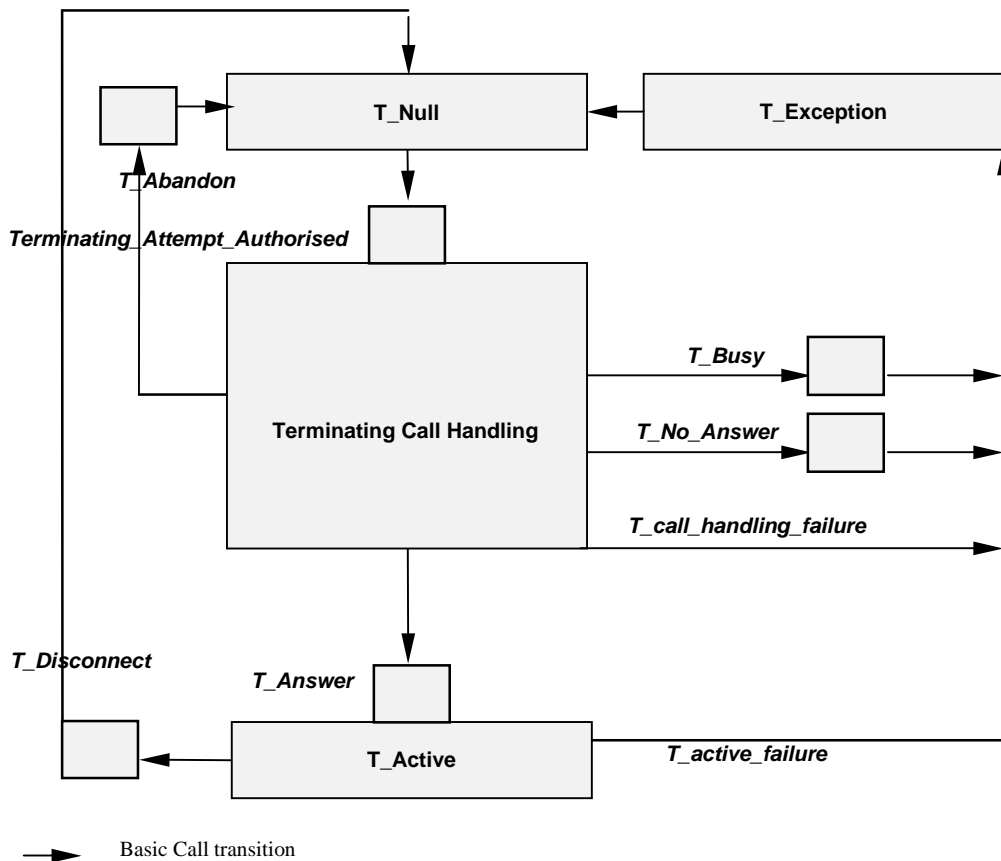 T_Null
T_Exception
T_Abandon
Terminating_Attempt_Authorised
T_Busy
Terminating Call Handling
T_No_Answer
T_call_handling_failure
T_Disconnect
T_Answer
T_Active
T_active_failure
Basic Call transition